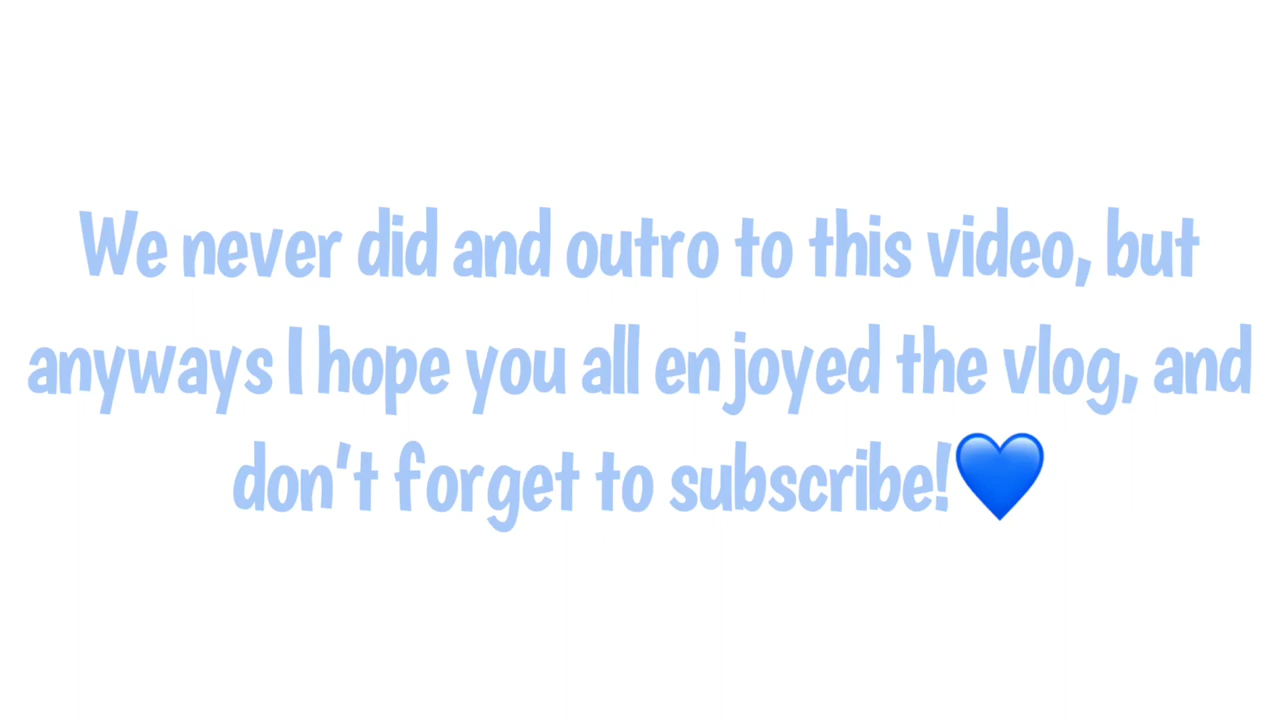 We never did and outro to this video, but
anyways I hope you all enjoyed the vlog, and
don't forget to subscribe!💙